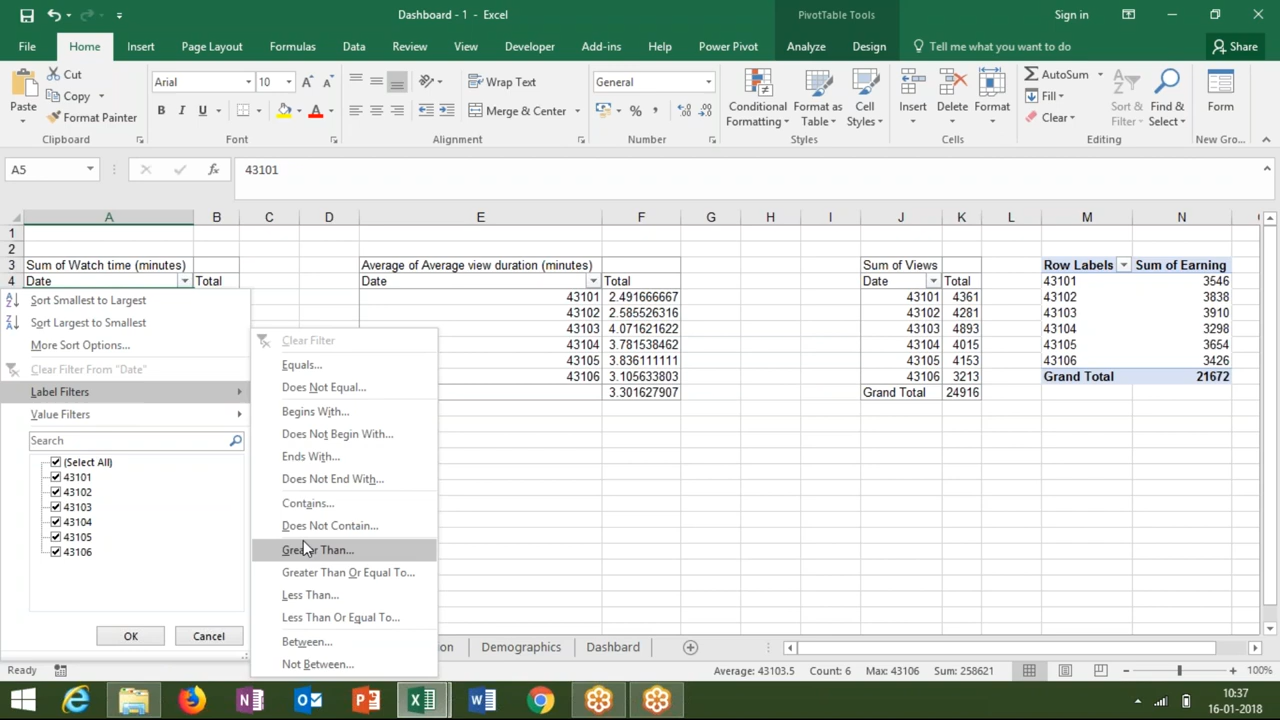 Dashboard - 1 - Excel
PivotTable Tools
Sign in
File Home Insert Page Layout Formulas Data Review View Developer Add-ins Help Power Pivot Analyze Design Tell me what you want to do Share
Paste
Cut
Copy
Format Painter
Clipboard
Arial 10
B I U
Font
Wrap Text
Merge & Center
Alignment
General
Number
Conditional Formatting
Format as Table
Cell Styles
Styles
Insert Delete Format
Cells
AutoSum
Fill
Clear
Sort & Filter
Find & Select
Editing
Form
New Gro...
A5 fx 43101
A B C D E F G H I J K L M N
1
2
3 Sum of Watch time (minutes) Average of Average view duration (minutes) Sum of Views Row Labels Sum of Earning
4 Date Total Date Total Date Total 43101 3546
43101 2.491666667 43101 4361 43102 3838
43102 2.585526316 43102 4281 43103 3910
43103 4.071621622 43103 4893 43104 3298
43104 3.781538462 43104 4015 43105 3654
43105 3.836111111 43105 4153 43106 3426
43106 3.105633803 43106 3213 Grand Total 21672
3.301627907 Grand Total 24916
Sort Smallest to Largest
Sort Largest to Smallest
More Sort Options...
Clear Filter From "Date"
Label Filters
Value Filters
Search
(Select All)
43101
43102
43103
43104
43105
43106
OK Cancel
Clear Filter
Equals...
Does Not Equal...
Begins With...
Does Not Begin With...
Ends With...
Does Not End With...
Contains...
Does Not Contain...
Greater Than...
Greater Than Or Equal To...
Less Than...
Less Than Or Equal To...
Between...
Not Between...
on Demographics Dashbard
Ready Average: 43103.5 Count: 6 Max: 43106 Sum: 258621 100%
10:37
16-01-2018